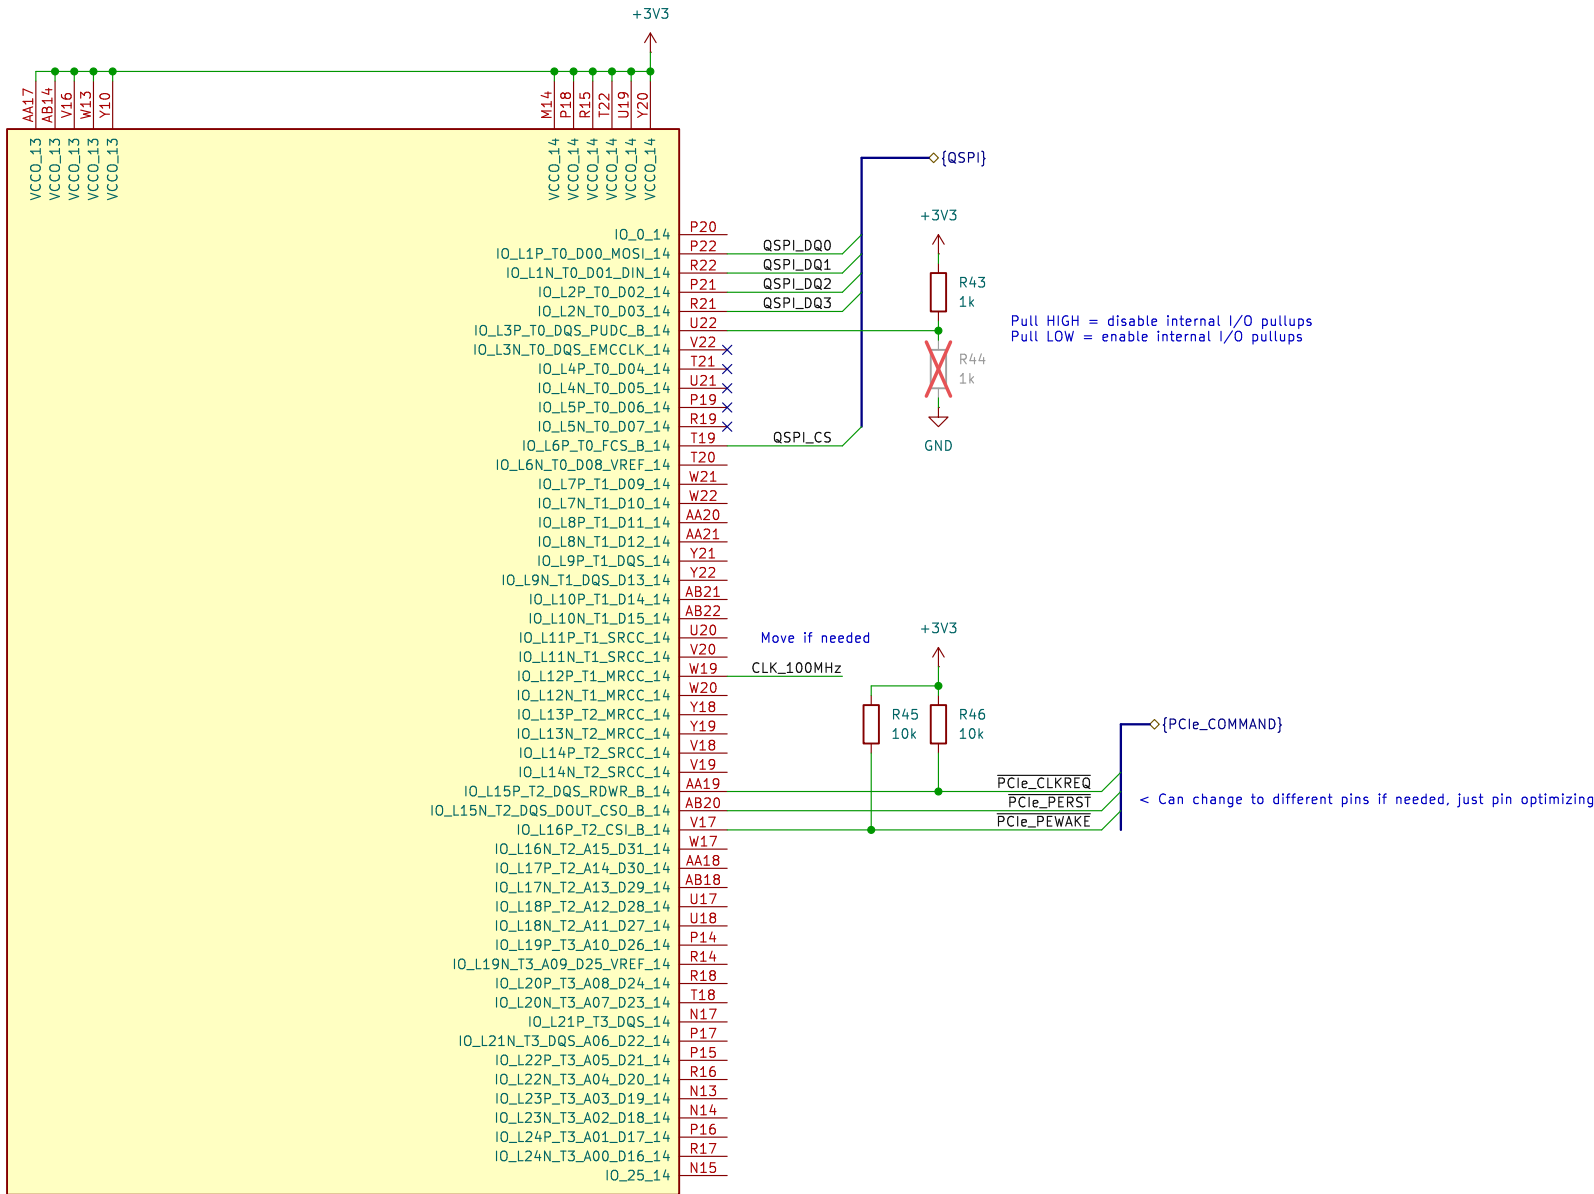 +3V3
AA17
AB14
V16
W13
Y10
M14
P18
R15
T22
U19
Y20
VCCO_13
VCCO_13
VCCO_13
VCCO_13
VCCO_13
VCCO_14
VCCO_14
VCCO_14
VCCO_14
VCCO_14
VCCO_14
{QSPI}
IO_0_14 P20
IO_L1P_T0_D00_MOSI_14 P22 QSPI_DQ0
IO_L1N_T0_D01_DIN_14 R22 QSPI_DQ1
IO_L2P_T0_D02_14 P21 QSPI_DQ2
IO_L2N_T0_D03_14 R21 QSPI_DQ3
IO_L3P_T0_DQS_PUDC_B_14 U22
IO_L3N_T0_DQS_EMCCLK_14 V22
IO_L4P_T0_D04_14 T21
IO_L4N_T0_D05_14 U21
IO_L5P_T0_D06_14 P19
IO_L5N_T0_D07_14 R19
IO_L6P_T0_FCS_B_14 T19 QSPI_CS
IO_L6N_T0_D08_VREF_14 T20
IO_L7P_T1_D09_14 W21
IO_L7N_T1_D10_14 W22
IO_L8P_T1_D11_14 AA20
IO_L8N_T1_D12_14 AA21
IO_L9P_T1_DQS_14 Y21
IO_L9N_T1_DQS_D13_14 Y22
IO_L10P_T1_D14_14 AB21
IO_L10N_T1_D15_14 AB22
IO_L11P_T1_SRCC_14 U20
IO_L11N_T1_SRCC_14 V20
IO_L12P_T1_MRCC_14 W19 CLK_100MHz
IO_L12N_T1_MRCC_14 W20
IO_L13P_T2_MRCC_14 Y18
IO_L13N_T2_MRCC_14 Y19
IO_L14P_T2_SRCC_14 V18
IO_L14N_T2_SRCC_14 V19
IO_L15P_T2_DQS_RDWR_B_14 AA19 PCIe_CLKREQ
IO_L15N_T2_DQS_DOUT_CSO_B_14 AB20 PCIe_PERST
IO_L16P_T2_CSI_B_14 V17 PCIe_PEWAKE
IO_L16N_T2_A15_D31_14 W17
IO_L17P_T2_A14_D30_14 AA18
IO_L17N_T2_A13_D29_14 AB18
IO_L18P_T2_A12_D28_14 U17
IO_L18N_T2_A11_D27_14 U18
IO_L19P_T3_A10_D26_14 P14
IO_L19N_T3_A09_D25_VREF_14 R14
IO_L20P_T3_A08_D24_14 R18
IO_L20N_T3_A07_D23_14 T18
IO_L21P_T3_DQS_14 N17
IO_L21N_T3_DQS_A06_D22_14 P17
IO_L22P_T3_A05_D21_14 P15
IO_L22N_T3_A04_D20_14 R16
IO_L23P_T3_A03_D19_14 N13
IO_L23N_T3_A02_D18_14 N14
IO_L24P_T3_A01_D17_14 P16
IO_L24N_T3_A00_D16_14 R17
IO_25_14 N15
+3V3
R43
1k
Pull HIGH = disable internal I/O pullups
Pull LOW = enable internal I/O pullups
R44
1k
GND
Move if needed
+3V3
R45
10k
R46
10k
{PCIe_COMMAND}
< Can change to different pins if needed, just pin optimizing